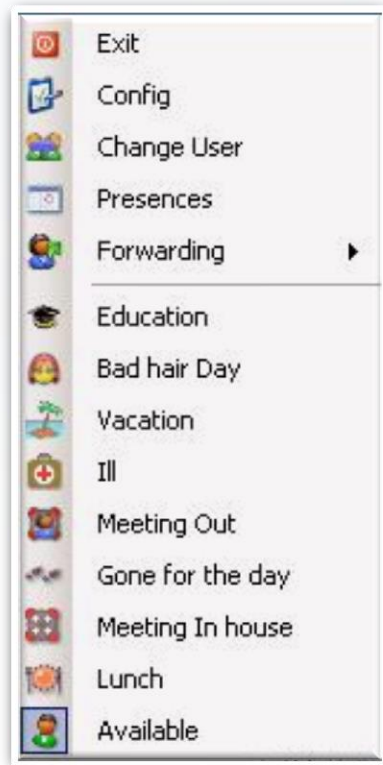 Exit
Config
Change User
Presences
Forwarding
Education
Bad hair Day
Vacation
Ill
Meeting Out
Gone for the day
Meeting In house
Lunch
Available